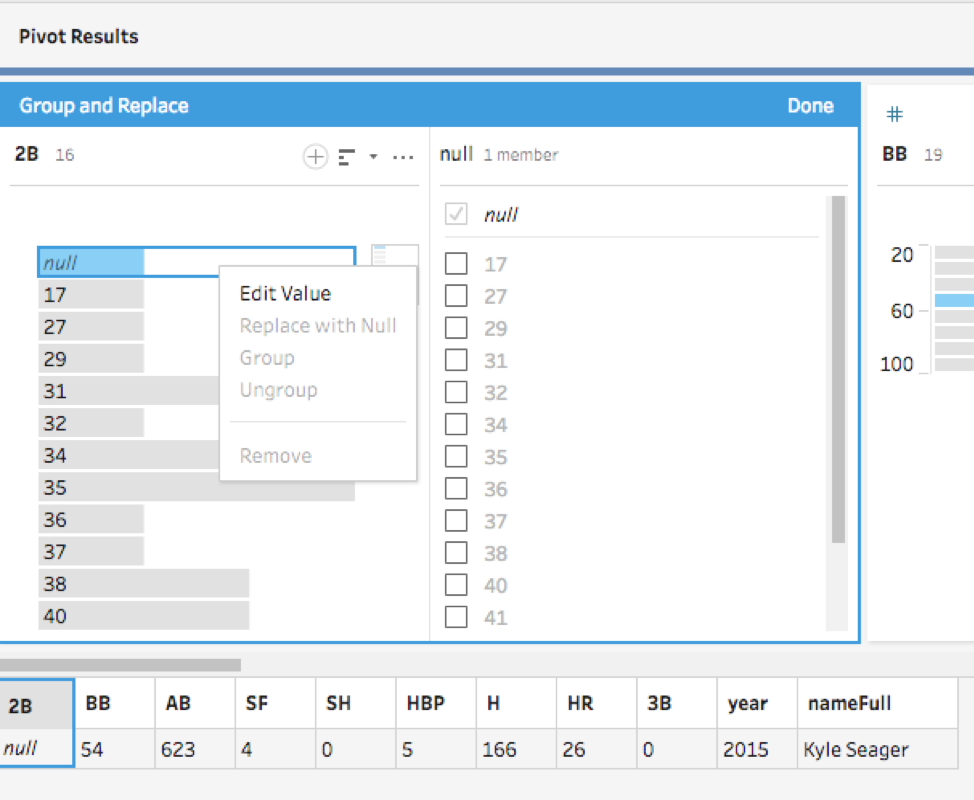 Pivot Results
Group and Replace Done
#
2B 16
null 1 member
BB 19
null
17
27
29
31
32
34
35
36
37
38
40
Edit Value
Replace with Null
Group
Ungroup
Remove
null
17
27
29
31
32
34
35
36
37
38
40
41
20
60
100
2B BB AB SF SH HBP H HR 3B year nameFull
null 54 623 4 0 5 166 26 0 2015 Kyle Seager